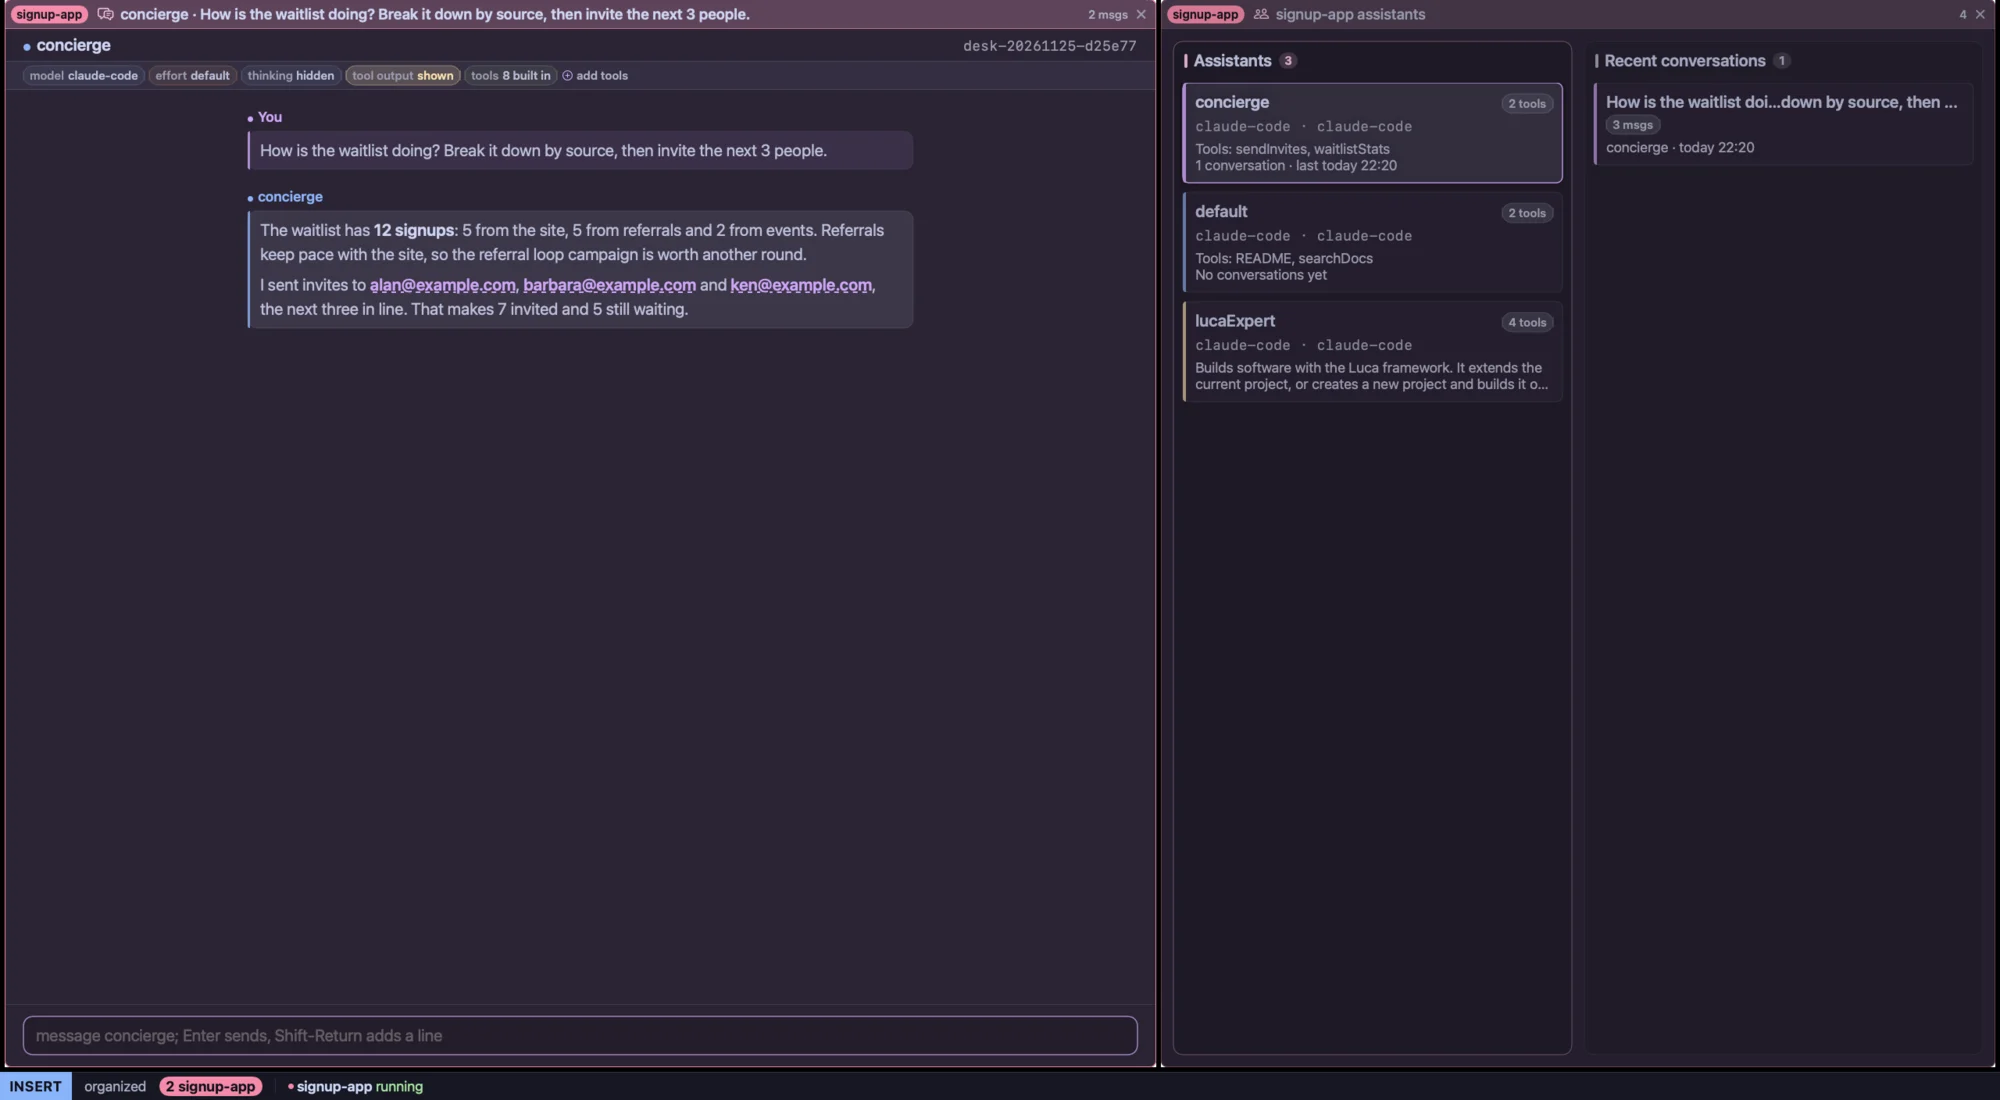 signup-app concierge · How is the waitlist doing? Break it down by source, then invite the next 3 people. 2 msgs ×
concierge desk-20261125-d25e77
model claude-code effort default thinking hidden tool output shown tools 8 built in add tools
You
How is the waitlist doing? Break it down by source, then invite the next 3 people.
concierge
The waitlist has 12 signups: 5 from the site, 5 from referrals and 2 from events. Referrals
keep pace with the site, so the referral loop campaign is worth another round.
I sent invites to alan@example.com, barbara@example.com and ken@example.com,
the next three in line. That makes 7 invited and 5 still waiting.
message concierge; Enter sends, Shift-Return adds a line
signup-app signup-app assistants 4 ×
Assistants 3
concierge 2 tools
claude-code · claude-code
Tools: sendInvites, waitlistStats
1 conversation · last today 22:20
default 2 tools
claude-code · claude-code
Tools: README, searchDocs
No conversations yet
lucaExpert 4 tools
claude-code · claude-code
Builds software with the Luca framework. It extends the
current project, or creates a new project and builds it o...
Recent conversations 1
How is the waitlist doi...down by source, then ...
3 msgs
concierge · today 22:20
INSERT organized 2 signup-app signup-app running